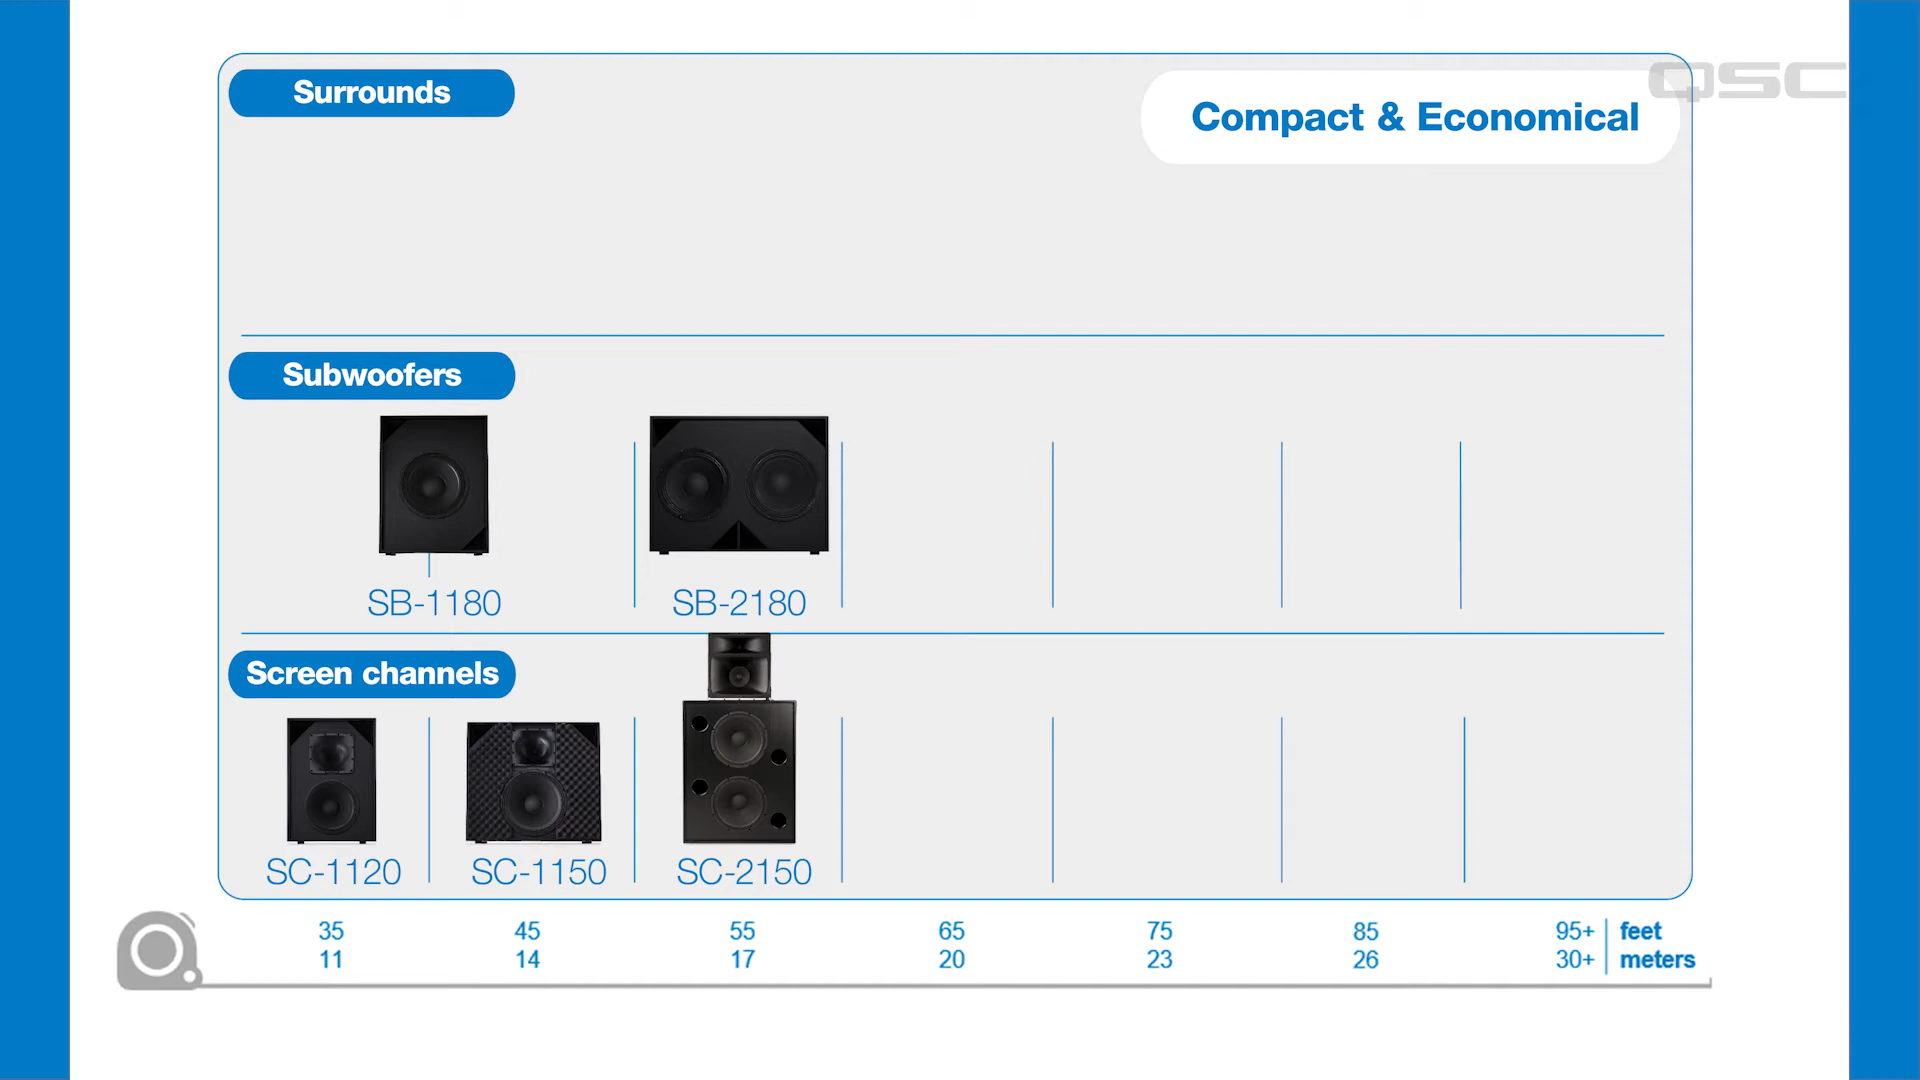 QSC
Surrounds
Compact & Economical
Subwoofers
SB-1180
SB-2180
Screen channels
SC-1120
SC-1150
SC-2150
35 45 55 65 75 85 95+ feet
11 14 17 20 23 26 30+ meters